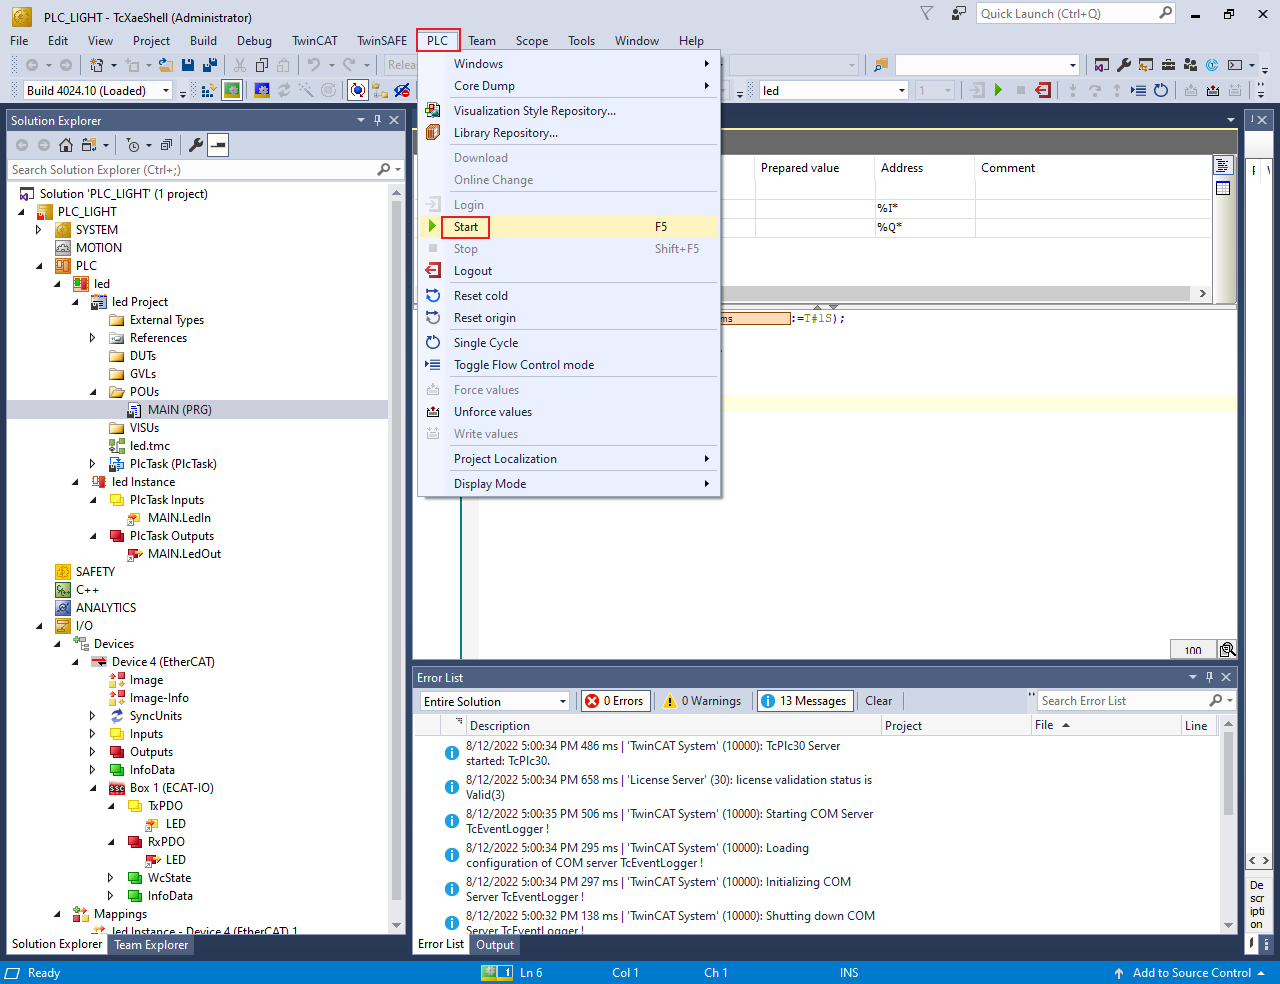 PLC_LIGHT - TcXaeShell (Administrator)
Quick Launch (Ctrl+Q)
File Edit View Project Build Debug TwinCAT TwinSAFE PLC Team Scope Tools Window Help
Build 4024.10 (Loaded)
led
1
Solution Explorer
Search Solution Explorer (Ctrl+;)
Solution 'PLC_LIGHT' (1 project)
PLC_LIGHT
SYSTEM
MOTION
PLC
led
led Project
External Types
References
DUTs
GVLs
POUs
MAIN (PRG)
VISUs
led.tmc
PlcTask (PlcTask)
led Instance
PlcTask Inputs
MAIN.LedIn
PlcTask Outputs
MAIN.LedOut
SAFETY
C++
ANALYTICS
I/O
Devices
Device 4 (EtherCAT)
Image
Image-Info
SyncUnits
Inputs
Outputs
InfoData
Box 1 (ECAT-IO)
TxPDO
LED
RxPDO
LED
WcState
InfoData
Mappings
led Instance - Device 4 (EtherCAT) 1
Solution Explorer Team Explorer
Windows
Core Dump
Visualization Style Repository...
Library Repository...
Download
Online Change
Login
Start F5
Stop Shift+F5
Logout
Reset cold
Reset origin
Single Cycle
Toggle Flow Control mode
Force values
Unforce values
Write values
Project Localization
Display Mode
Prepared value Address Comment
%I*
%Q*
ms :=T#1S);
100
Error List
Entire Solution 0 Errors 0 Warnings 13 Messages Clear Search Error List
Description Project File Line
8/12/2022 5:00:34 PM 486 ms | 'TwinCAT System' (10000): TcPlc30 Server
started: TcPlc30.
8/12/2022 5:00:34 PM 658 ms | 'License Server' (30): license validation status is
Valid(3)
8/12/2022 5:00:35 PM 506 ms | 'TwinCAT System' (10000): Starting COM Server
TcEventLogger !
8/12/2022 5:00:34 PM 295 ms | 'TwinCAT System' (10000): Loading
configuration of COM server TcEventLogger !
8/12/2022 5:00:34 PM 297 ms | 'TwinCAT System' (10000): Initializing COM
Server TcEventLogger !
8/12/2022 5:00:32 PM 138 ms | 'TwinCAT System' (10000): Shutting down COM
Server TcEventLogger !
Error List Output
De
scr
ipti
on
Ready 1 Ln 6 Col 1 Ch 1 INS Add to Source Control